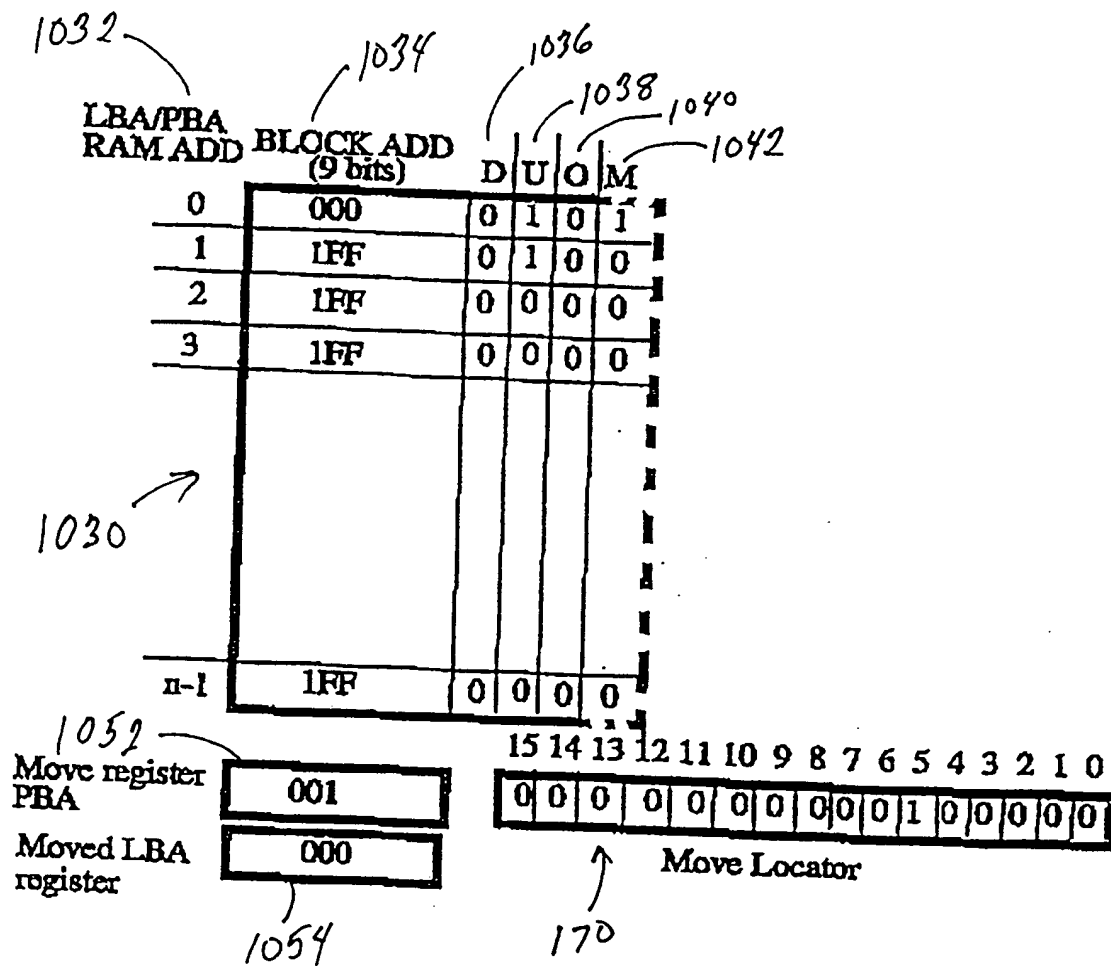 1032
1034
1036
1038
1040
1042
LBA/PBA
RAM ADD
BLOCK ADD
(9 bits)
D U O M
0 000 0 1 0 1
1 1FF 0 1 0 0
2 1FF 0 0 0 0
3 1FF 0 0 0 0
1030
n-1 1FF 0 0 0 0
1052
Move register
PBA
001
Moved LBA
register
000
1054
15 14 13 12 11 10 9 8 7 6 5 4 3 2 1 0
0 0 0 0 0 0 0 0 0 0 1 0 0 0 0 0
Move Locator
170